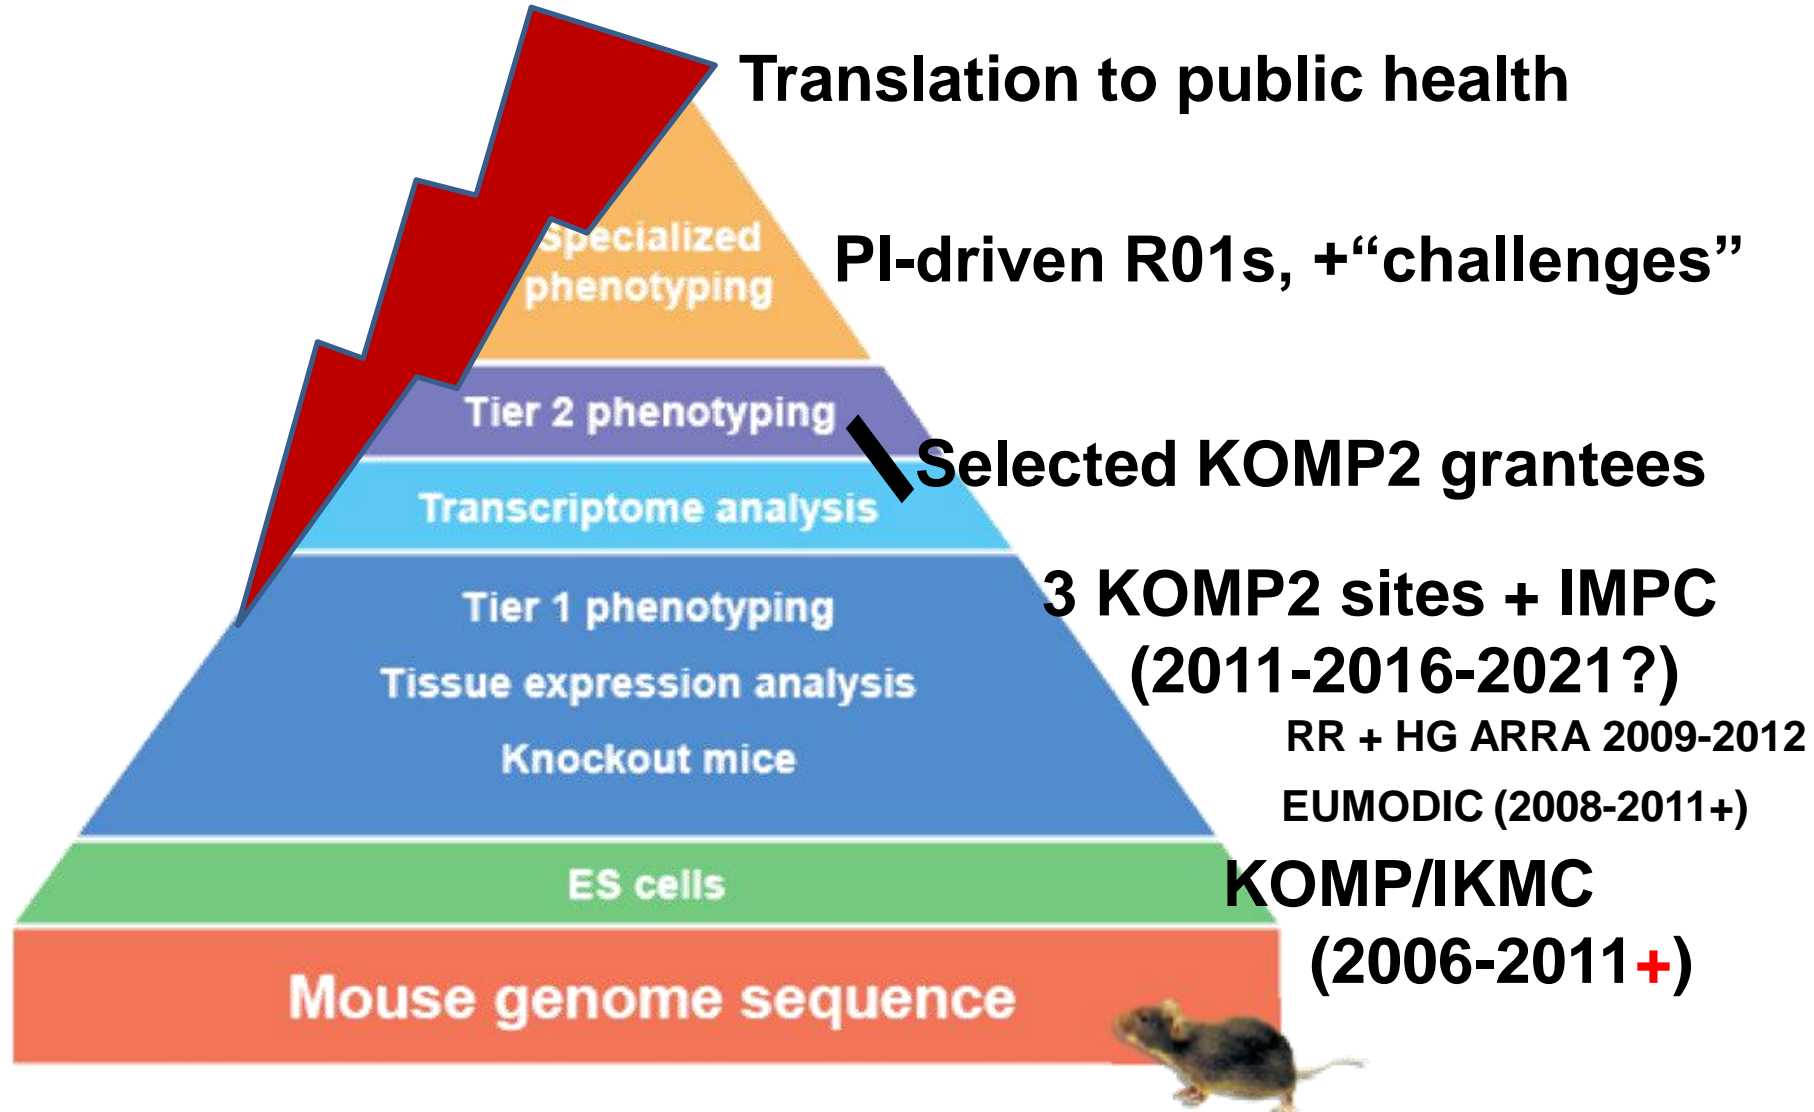 Translation to public health
Specialized
phenotyping
PI-driven R01s, +“challenges”
Tier 2 phenotyping
Selected KOMP2 grantees
Transcriptome analysis
Tier 1 phenotyping
3 KOMP2 sites + IMPC
(2011-2016-2021?)
Tissue expression analysis
RR + HG ARRA 2009-2012
Knockout mice
EUMODIC (2008-2011+)
ES cells
KOMP/IKMC
(2006-2011+)
Mouse genome sequence